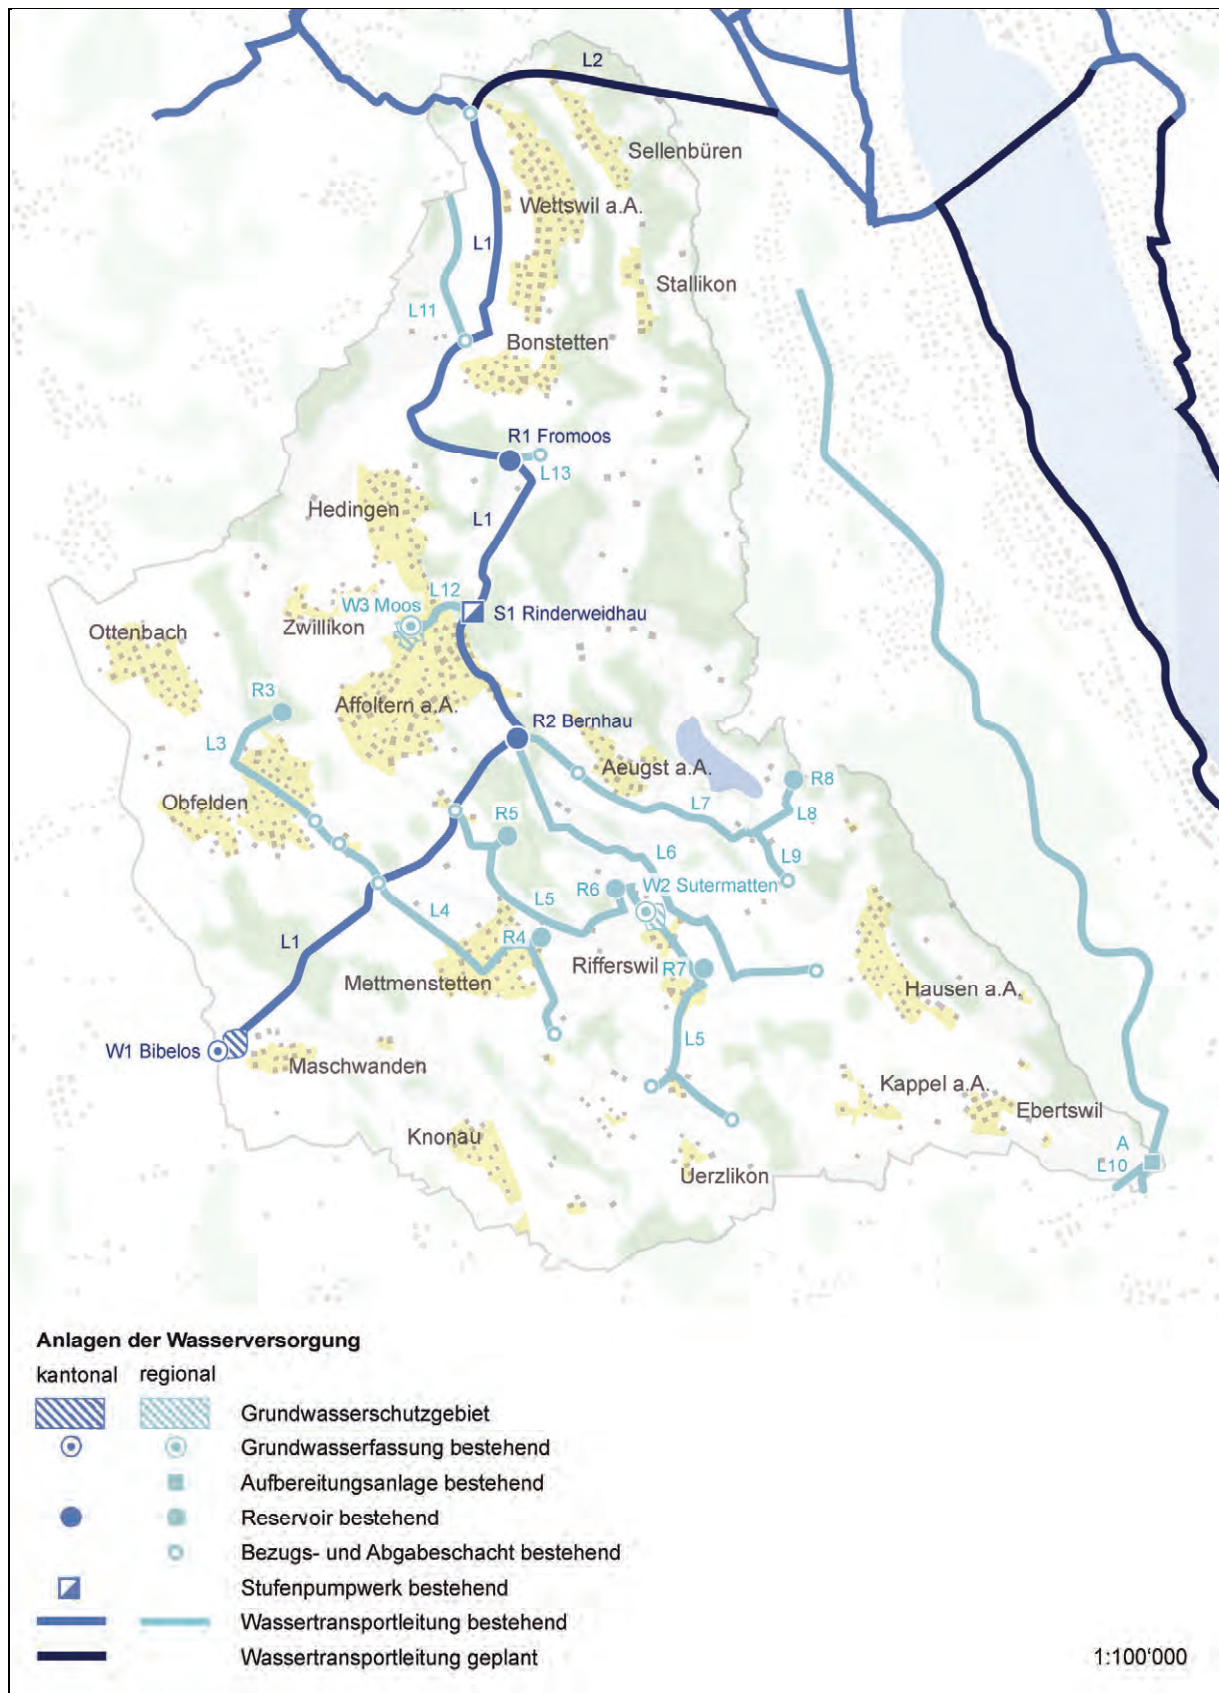 L2
Sellenbüren
Wettswil a.A.
L1
Stallikon
L11
Bonstetten
R1 Fromoos
L13
Hedingen
L1
L12
W3 Moos
S1 Rinderweidhau
Zwillikon
Ottenbach
R3
Affoltern a.A.
R2 Bernhau
L3
Aeugst a.A.
R8
Obfelden
L7
L8
R5
L6
L9
R6
W2 Sutermatten
L5
L4
R4
L1
Rifferswil
R7
Mettmenstetten
Hausen a.A.
L5
W1 Bibelos
Maschwanden
Kappel a.A.
Ebertswil
Knonau
A
L10
Uerzlikon
Anlagen der Wasserversorgung
kantonal regional
Grundwasserschutzgebiet
Grundwasserfassung bestehend
Aufbereitungsanlage bestehend
Reservoir bestehend
Bezugs- und Abgabeschacht bestehend
Stufenpumpwerk bestehend
Wassertransportleitung bestehend
Wassertransportleitung geplant
1:100'000